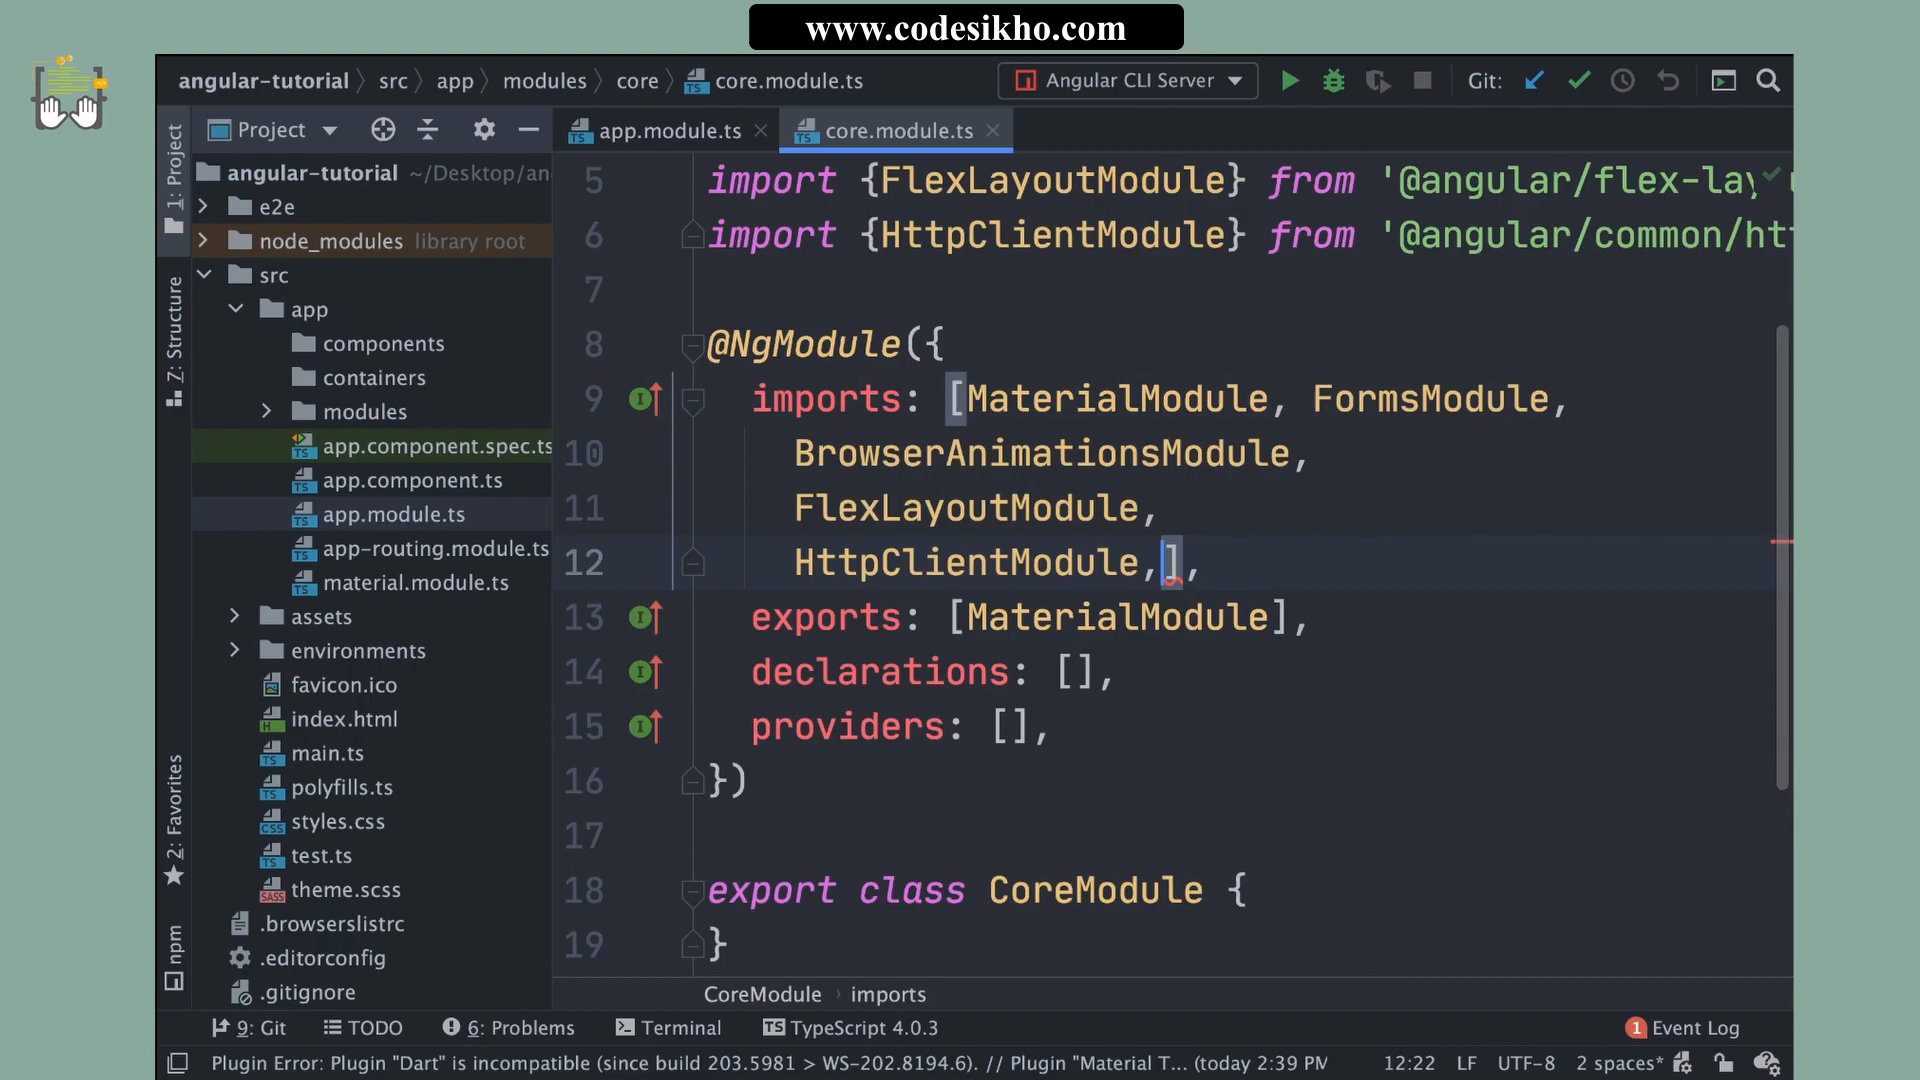 www.codesikho.com
angular-tutorial src app modules core core.module.ts Angular CLI Server Git:
Project app.module.ts core.module.ts
1: Project
Z: Structure
2: Favorites
npm
angular-tutorial ~/Desktop/an
e2e
node_modules library root
src
app
components
containers
modules
app.component.spec.ts
app.component.ts
app.module.ts
app-routing.module.ts
material.module.ts
assets
environments
favicon.ico
index.html
main.ts
polyfills.ts
styles.css
test.ts
theme.scss
.browserslistrc
.editorconfig
.gitignore
5 import {FlexLayoutModule} from '@angular/flex-lay
6 import {HttpClientModule} from '@angular/common/ht
7
8 @NgModule({
9 imports: [MaterialModule, FormsModule,
10 BrowserAnimationsModule,
11 FlexLayoutModule,
12 HttpClientModule,],
13 exports: [MaterialModule],
14 declarations: [],
15 providers: [],
16 })
17
18 export class CoreModule {
19 }
CoreModule imports
9: Git TODO 6: Problems Terminal TypeScript 4.0.3 1 Event Log
Plugin Error: Plugin "Dart" is incompatible (since build 203.5981 > WS-202.8194.6). // Plugin "Material T... (today 2:39 PM 12:22 LF UTF-8 2 spaces*